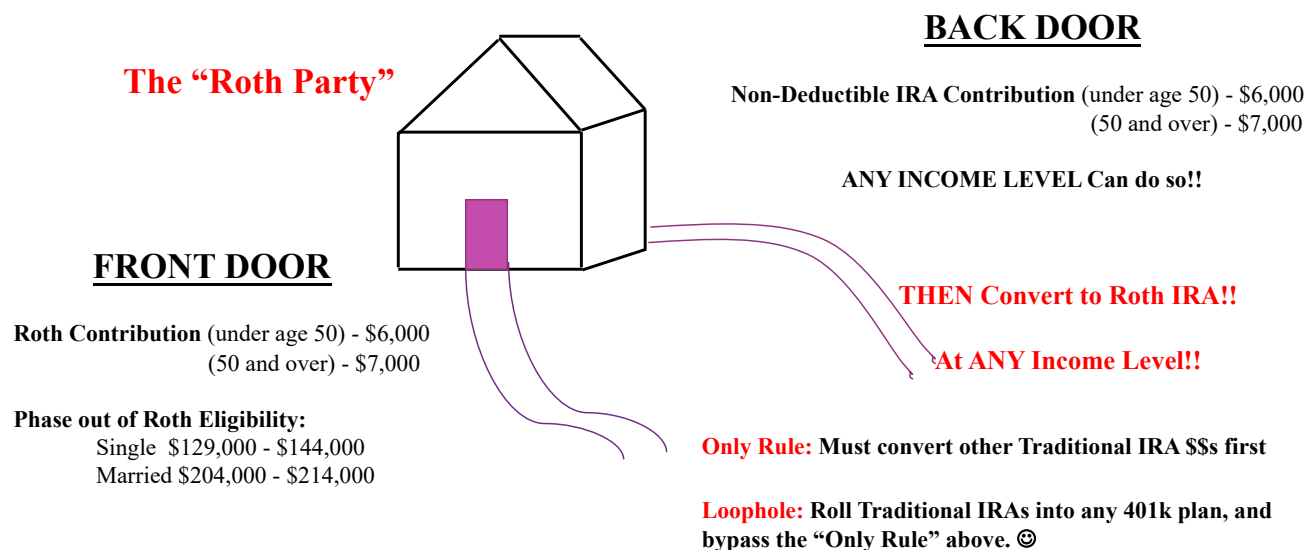 The “Roth Party”
FRONT DOOR
Roth Contribution (under age 50) - $6,000
(50 and over) - $7,000
Phase out of Roth Eligibility:
Single $129,000 - $144,000
Married $204,000 - $214,000
BACK DOOR
Non-Deductible IRA Contribution (under age 50) - $6,000
(50 and over) - $7,000
ANY INCOME LEVEL Can do so!!
THEN Convert to Roth IRA!!
At ANY Income Level!!
Only Rule: Must convert other Traditional IRA $$s first
Loophole: Roll Traditional IRAs into any 401k plan, and
bypass the “Only Rule” above. ☺